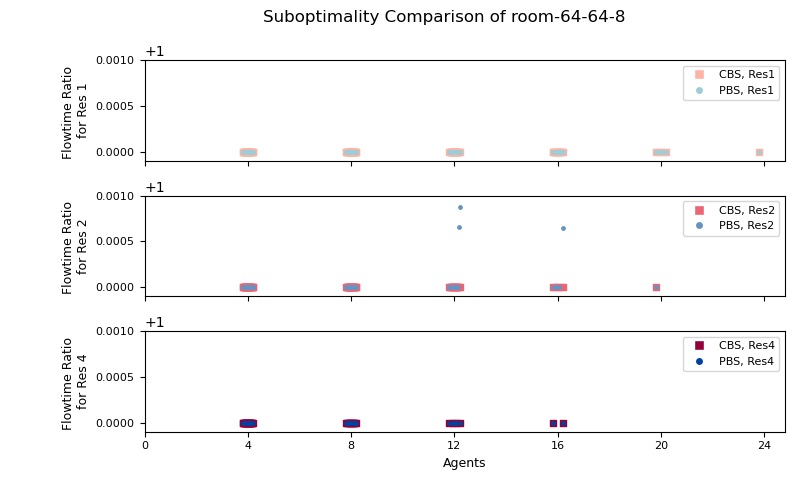 Suboptimality Comparison of room-64-64-8
+1
Flowtime Ratio
for Res 1
0.0010
0.0005
0.0000
CBS, Res1
PBS, Res1
+1
Flowtime Ratio
for Res 2
0.0010
0.0005
0.0000
CBS, Res2
PBS, Res2
+1
Flowtime Ratio
for Res 4
0.0010
0.0005
0.0000
CBS, Res4
PBS, Res4
0 4 8 12 16 20 24
Agents